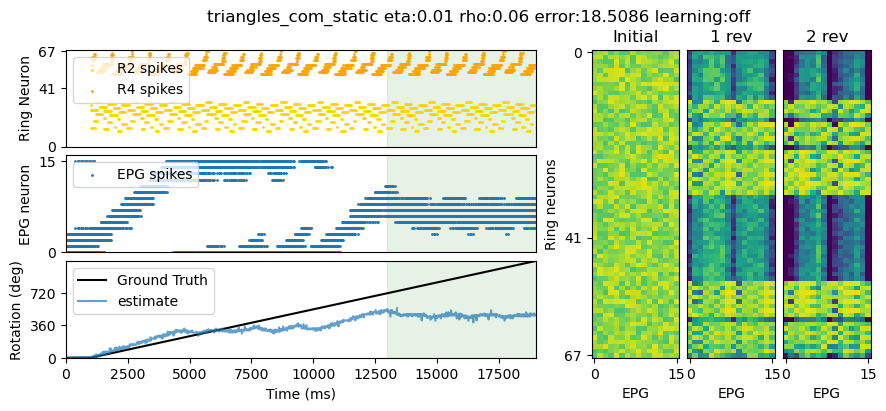 triangles_com_static eta:0.01 rho:0.06 error:18.5086 learning:off
Ring Neuron
67
41
0
R2 spikes
R4 spikes
EPG neuron
15
0
EPG spikes
Rotation (deg)
720
360
0
Ground Truth
estimate
0 2500 5000 7500 10000 12500 15000 17500
Time (ms)
Initial 1 rev 2 rev
Ring neurons
0
41
67
0 15 0 15 0 15
EPG EPG EPG